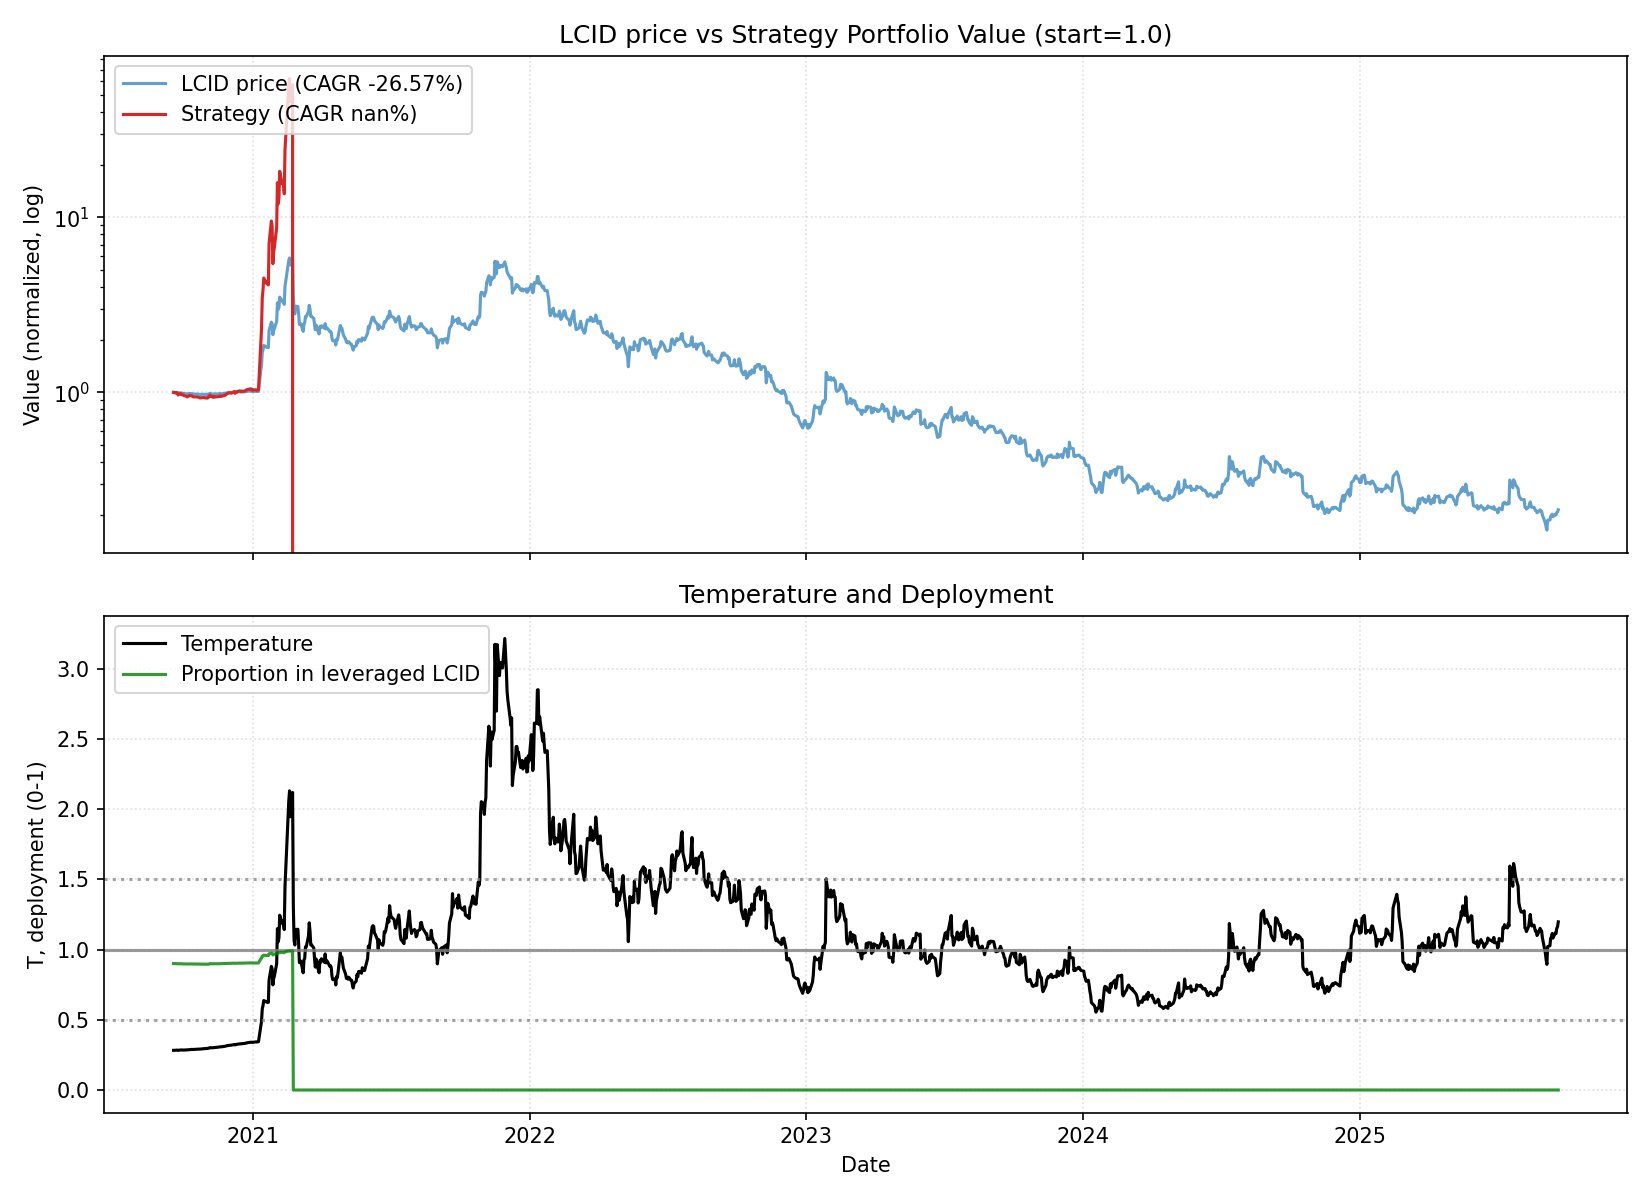 LCID price vs Strategy Portfolio Value (start=1.0)
LCID price (CAGR -26.57%)
Strategy (CAGR nan%)
Value (normalized, log)
10¹
10⁰
Temperature and Deployment
Temperature
Proportion in leveraged LCID
T, deployment (0-1)
3.0
2.5
2.0
1.5
1.0
0.5
0.0
2021 2022 2023 2024 2025
Date